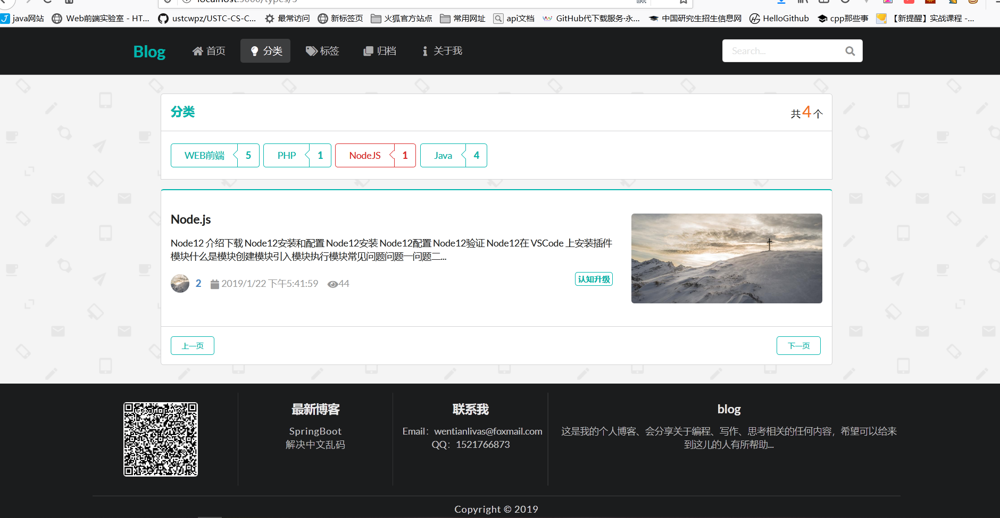 java网站 Web前端实验室 - HT... ustcwpz/USTC-CS-C... 最常访问 新标签页 火狐官方站点 常用网址 api文档 GitHub代下载服务·永... 中国研究生招生信息网 HelloGithub cpp那些事 【新提醒】实战课程 -...
Blog 首页 分类 标签 归档 关于我 Search...
分类 共4个
WEB前端 5 PHP 1 NodeJS 1 Java 4
Node.js
Node12 介绍下载 Node12安装和配置 Node12安装 Node12配置 Node12验证 Node12在 VSCode 上安装插件
模块什么是模块创建模块引入模块执行模块常见问题问题一问题二...
2 2019/1/22 下午5:41:59 44 认知升级
上一页 下一页
最新博客 联系我 blog
SpringBoot Email：wentianlivas@foxmail.com 这是我的个人博客、会分享关于编程、写作、思考相关的任何内容，希望可以给来
解决中文乱码 QQ：1521766873 到这儿的人有所帮助...
Copyright © 2019